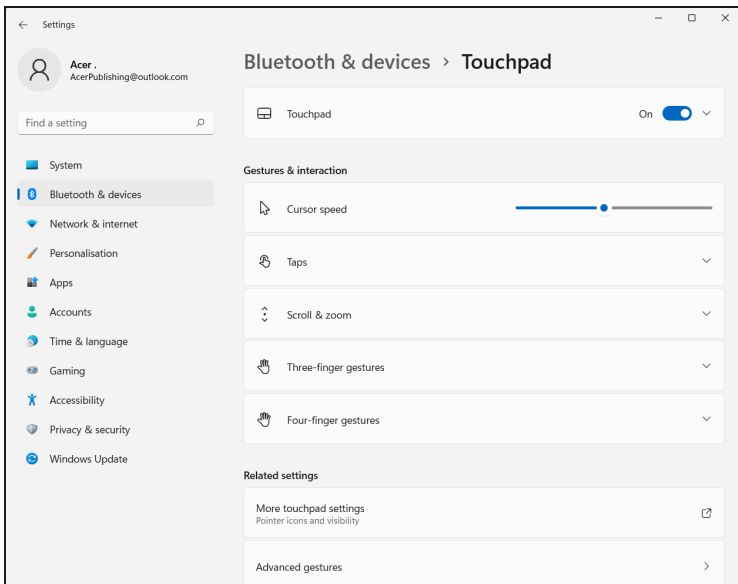 Settings
Acer .
AcerPublishing@outlook.com
Find a setting
System
Bluetooth & devices
Network & internet
Personalisation
Apps
Accounts
Time & language
Gaming
Accessibility
Privacy & security
Windows Update
Bluetooth & devices > Touchpad
Touchpad On
Gestures & interaction
Cursor speed
Taps
Scroll & zoom
Three-finger gestures
Four-finger gestures
Related settings
More touchpad settings
Pointer icons and visibility
Advanced gestures